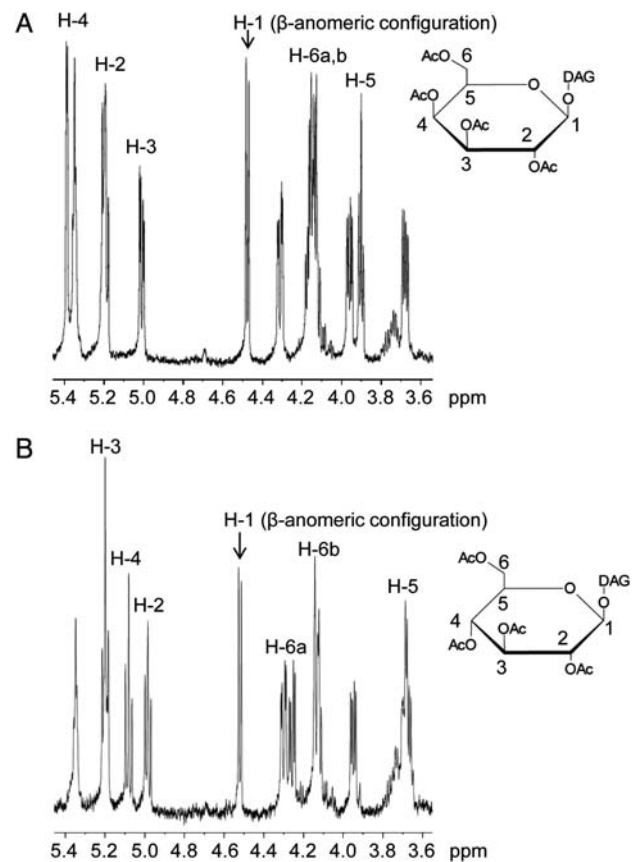 A
H-4
H-2
H-3
H-1 (β-anomeric configuration)
H-6a,b
H-5
AcO
6
5
O
DAG
O
AcO
4
OAc
3
2
1
OAc
5.4 5.2 5.0 4.8 4.6 4.4 4.2 4.0 3.8 3.6 ppm
B
H-3
H-4
H-2
H-1 (β-anomeric configuration)
H-6a
H-6b
H-5
AcO
6
5
O
DAG
O
4
AcO
OAc
3
2
1
OAc
5.4 5.2 5.0 4.8 4.6 4.4 4.2 4.0 3.8 3.6 ppm